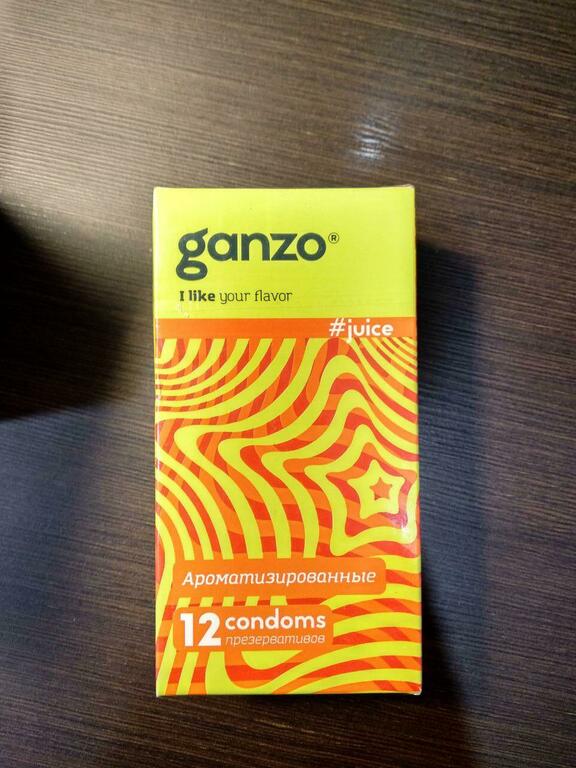 ganzo®
I like your flavor
#juice
Ароматизированные
12 condoms
презервативов